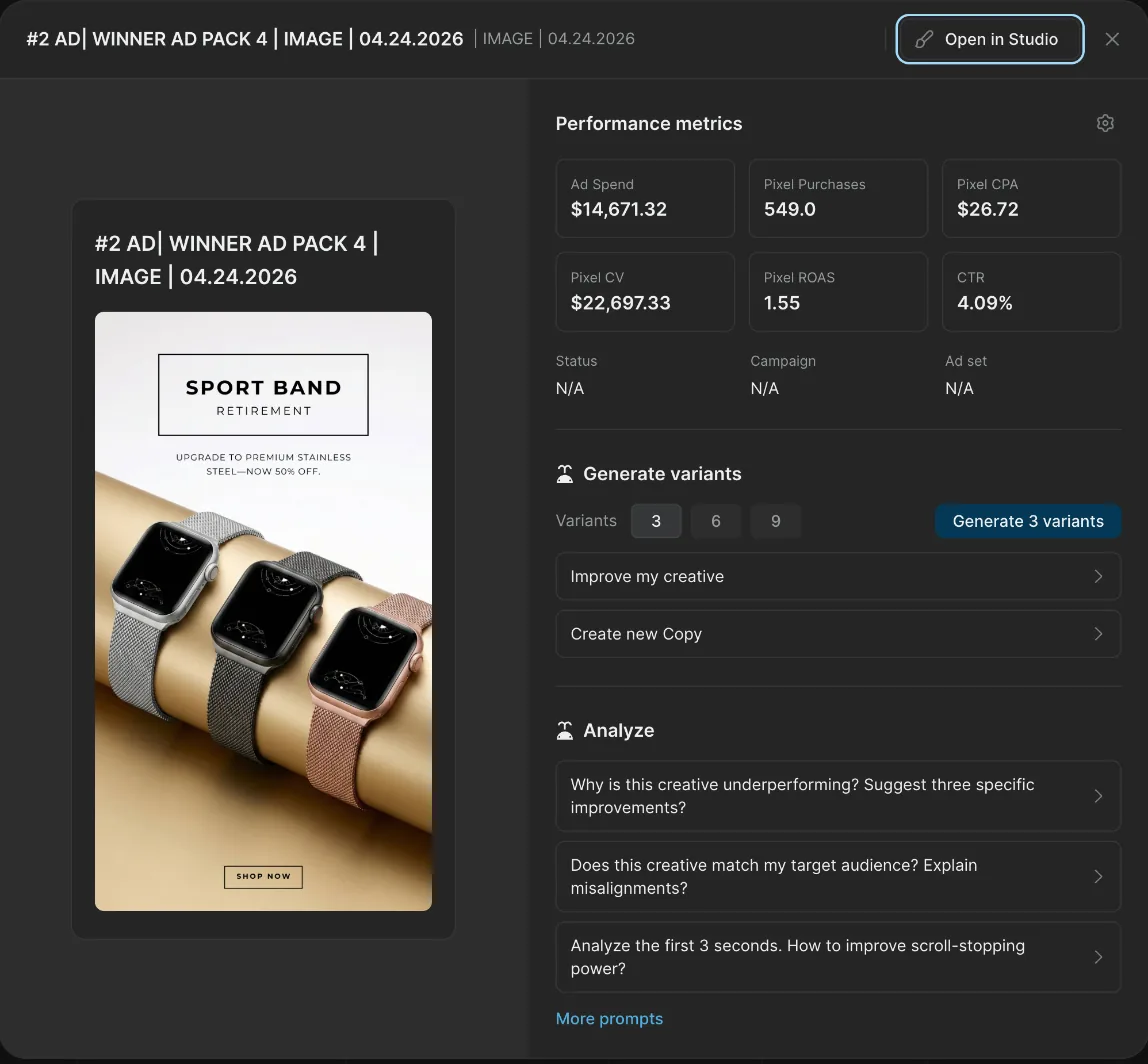 #2 AD| WINNER AD PACK 4 | IMAGE | 04.24.2026 | IMAGE | 04.24.2026
Open in Studio
#2 AD| WINNER AD PACK 4 |
IMAGE | 04.24.2026
SPORT BAND
RETIREMENT
UPGRADE TO PREMIUM STAINLESS
STEEL—NOW 50% OFF.
SHOP NOW
Performance metrics
Ad Spend
$14,671.32
Pixel Purchases
549.0
Pixel CPA
$26.72
Pixel CV
$22,697.33
Pixel ROAS
1.55
CTR
4.09%
Status
N/A
Campaign
N/A
Ad set
N/A
Generate variants
Variants 3 6 9 Generate 3 variants
Improve my creative
Create new Copy
Analyze
Why is this creative underperforming? Suggest three specific
improvements?
Does this creative match my target audience? Explain
misalignments?
Analyze the first 3 seconds. How to improve scroll-stopping
power?
More prompts